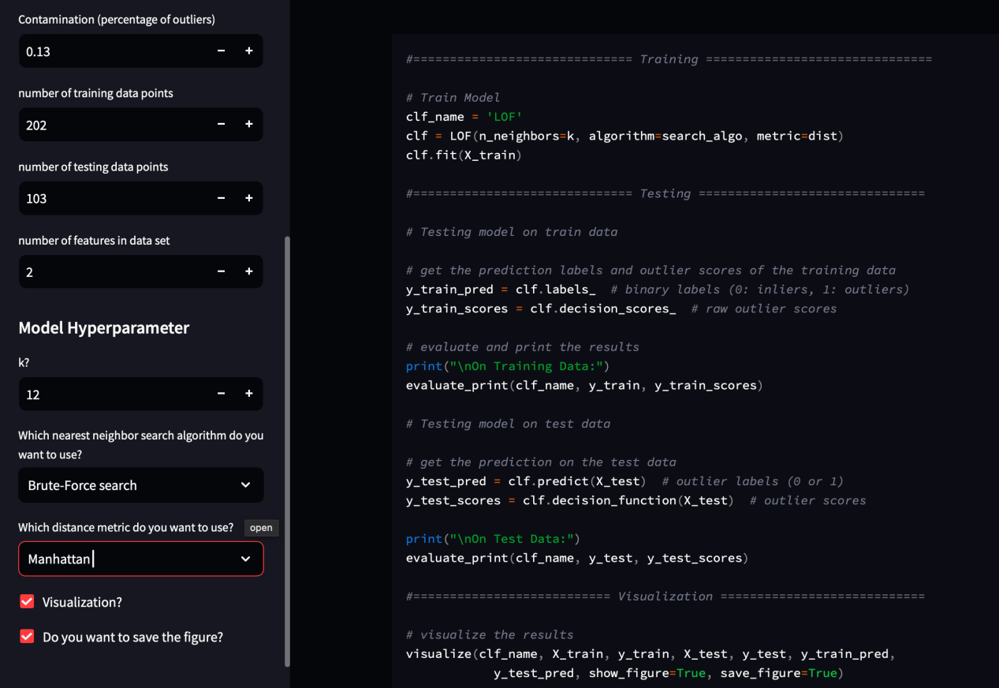 Contamination (percentage of outliers)
0.13
− +
number of training data points
202
− +
number of testing data points
103
− +
number of features in data set
2
− +
Model Hyperparameter
k?
12
− +
Which nearest neighbor search algorithm do you
want to use?
Brute-Force search
Which distance metric do you want to use?
open
Manhattan
Visualization?
Do you want to save the figure?
#============================== Training ===============================
# Train Model
clf_name = 'LOF'
clf = LOF(n_neighbors=k, algorithm=search_algo, metric=dist)
clf.fit(X_train)
#============================== Testing ===============================
# Testing model on train data
# get the prediction labels and outlier scores of the training data
y_train_pred = clf.labels_  # binary labels (0: inliers, 1: outliers)
y_train_scores = clf.decision_scores_  # raw outlier scores
# evaluate and print the results
print("\nOn Training Data:")
evaluate_print(clf_name, y_train, y_train_scores)
# Testing model on test data
# get the prediction on the test data
y_test_pred = clf.predict(X_test)  # outlier labels (0 or 1)
y_test_scores = clf.decision_function(X_test)  # outlier scores
print("\nOn Test Data:")
evaluate_print(clf_name, y_test, y_test_scores)
#=========================== Visualization ============================
# visualize the results
visualize(clf_name, X_train, y_train, X_test, y_test, y_train_pred,
            y_test_pred, show_figure=True, save_figure=True)